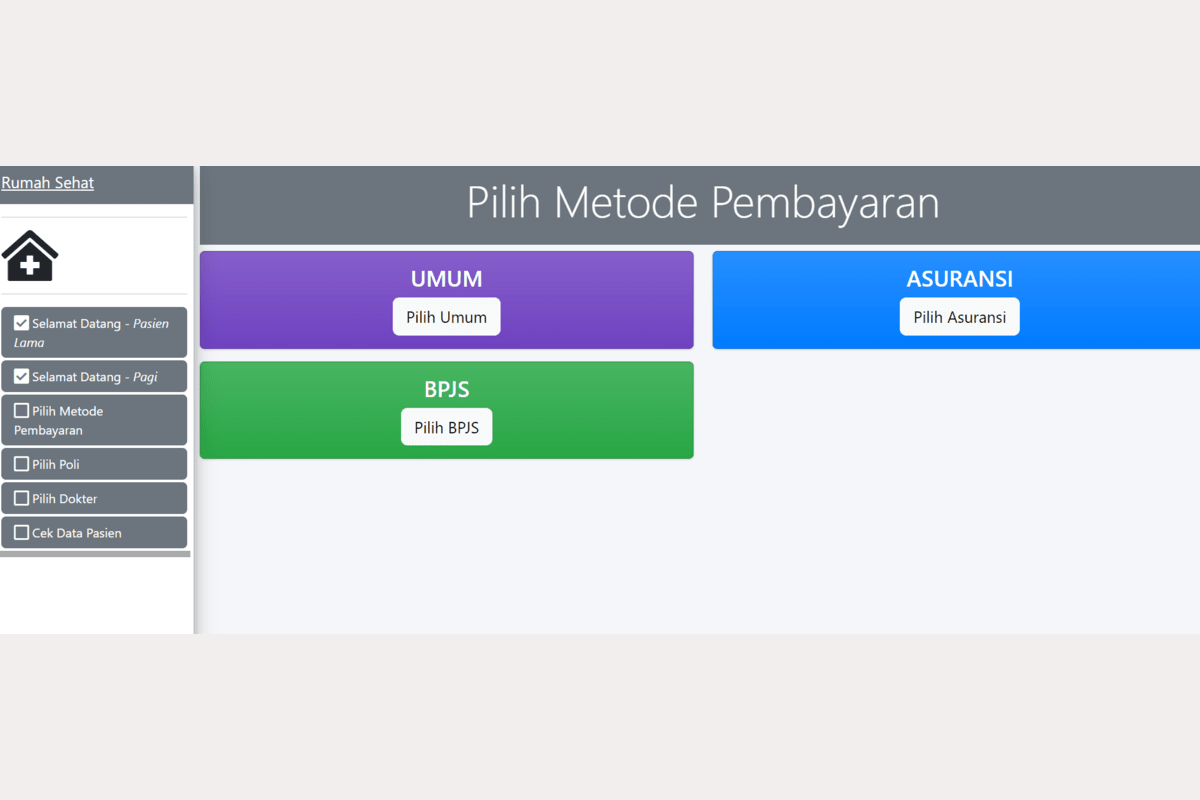 Rumah Sehat
Selamat Datang - Pasien
Lama
Selamat Datang - Pagi
Pilih Metode
Pembayaran
Pilih Poli
Pilih Dokter
Cek Data Pasien
Pilih Metode Pembayaran
UMUM
Pilih Umum
ASURANSI
Pilih Asuransi
BPJS
Pilih BPJS